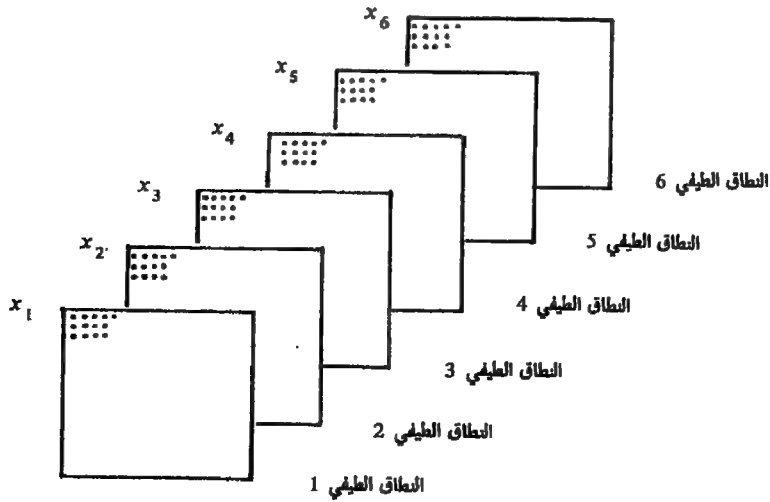 x6
x5
x4
x3
x2
x1
النطاق الطيفي 6
النطاق الطيفي 5
النطاق الطيفي 4
النطاق الطيفي 3
النطاق الطيفي 2
النطاق الطيفي 1